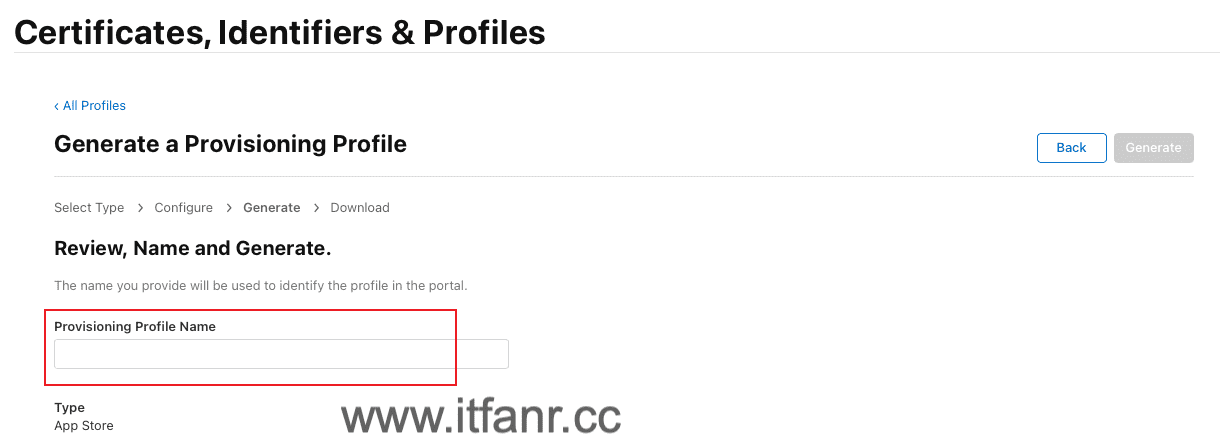 Certificates, Identifiers & Profiles
‹ All Profiles
Generate a Provisioning Profile
Back
Generate
Select Type > Configure > Generate > Download
Review, Name and Generate.
The name you provide will be used to identify the profile in the portal.
Provisioning Profile Name
Type
App Store
www.itfanr.cc